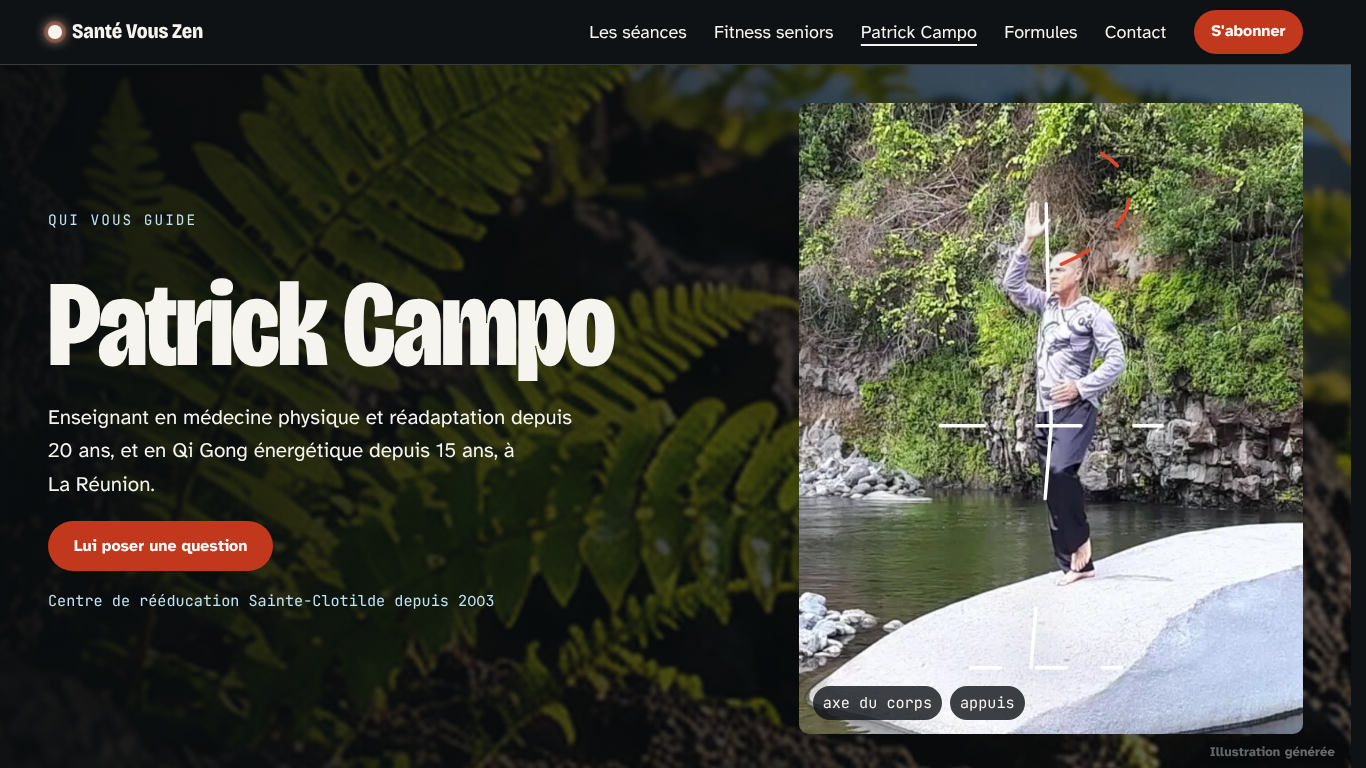 Santé Vous Zen
Les séances
Fitness seniors
Patrick Campo
Formules
Contact
S'abonner
QUI VOUS GUIDE
Patrick Campo
Enseignant en médecine physique et réadaptation depuis
20 ans, et en Qi Gong énergétique depuis 15 ans, à
La Réunion.
Lui poser une question
Centre de rééducation Sainte-Clotilde depuis 2003
axe du corps
appuis
Illustration générée